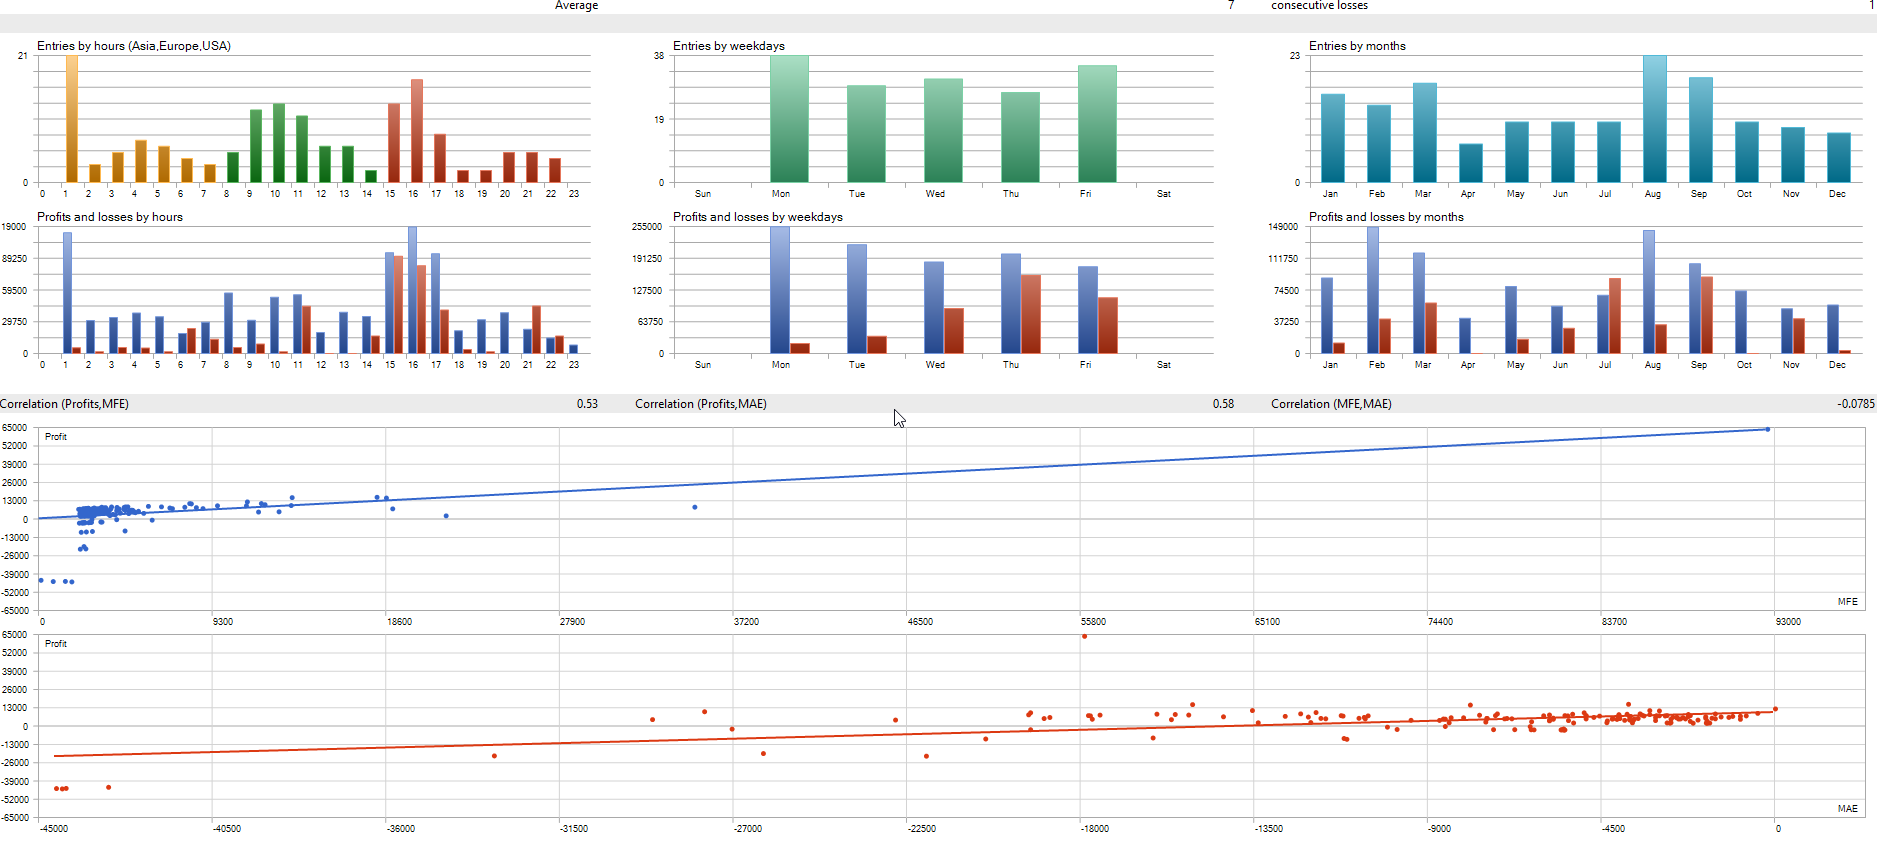 Average 7 consecutive losses 1
Entries by hours (Asia,Europe,USA) Entries by weekdays Entries by months
21 38 23
19
0 0 0
0 1 2 3 4 5 6 7 8 9 10 11 12 13 14 15 16 17 18 19 20 21 22 23 Sun Mon Tue Wed Thu Fri Sat Jan Feb Mar Apr May Jun Jul Aug Sep Oct Nov Dec
Profits and losses by hours Profits and losses by weekdays Profits and losses by months
19000 255000 149000
89250 191250 111750
59500 127500 74500
29750 63750 37250
0 0 0
0 1 2 3 4 5 6 7 8 9 10 11 12 13 14 15 16 17 18 19 20 21 22 23 Sun Mon Tue Wed Thu Fri Sat Jan Feb Mar Apr May Jun Jul Aug Sep Oct Nov Dec
Correlation (Profits,MFE) 0.53 Correlation (Profits,MAE) 0.58 Correlation (MFE,MAE) -0.0785
65000
Profit
52000
39000
26000
13000
0
-13000
-26000
-39000
-52000
MFE
-65000
0 9300 18600 27900 37200 46500 55800 65100 74400 83700 93000
65000
Profit
52000
39000
26000
13000
0
-13000
-26000
-39000
-52000
MAE
-65000
-45000 -40500 -36000 -31500 -27000 -22500 -18000 -13500 -9000 -4500 0